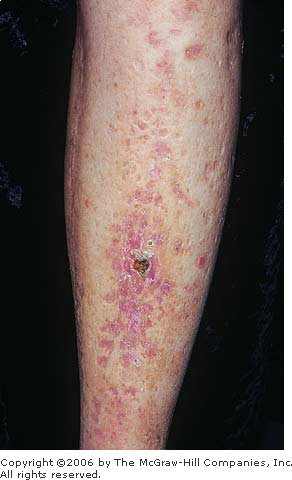 Copyright ©2006 by The McGraw-Hill Companies, Inc.
All rights reserved.